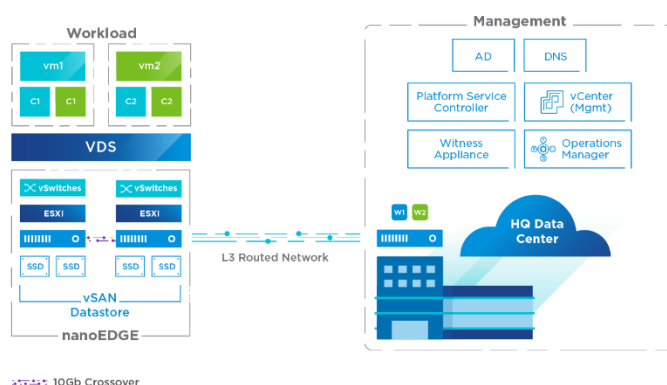 Workload
vm1
vm2
C1
C1
C2
C2
VDS
vSwitches
vSwitches
ESXI
ESXI
SSD
SSD
SSD
SSD
vSAN
Datastore
nanoEDGE
10Gb Crossover
L3 Routed Network
Management
AD
DNS
Platform Service
Controller
vCenter
(Mgmt)
Witness
Appliance
Operations
Manager
W1
W2
HQ Data
Center